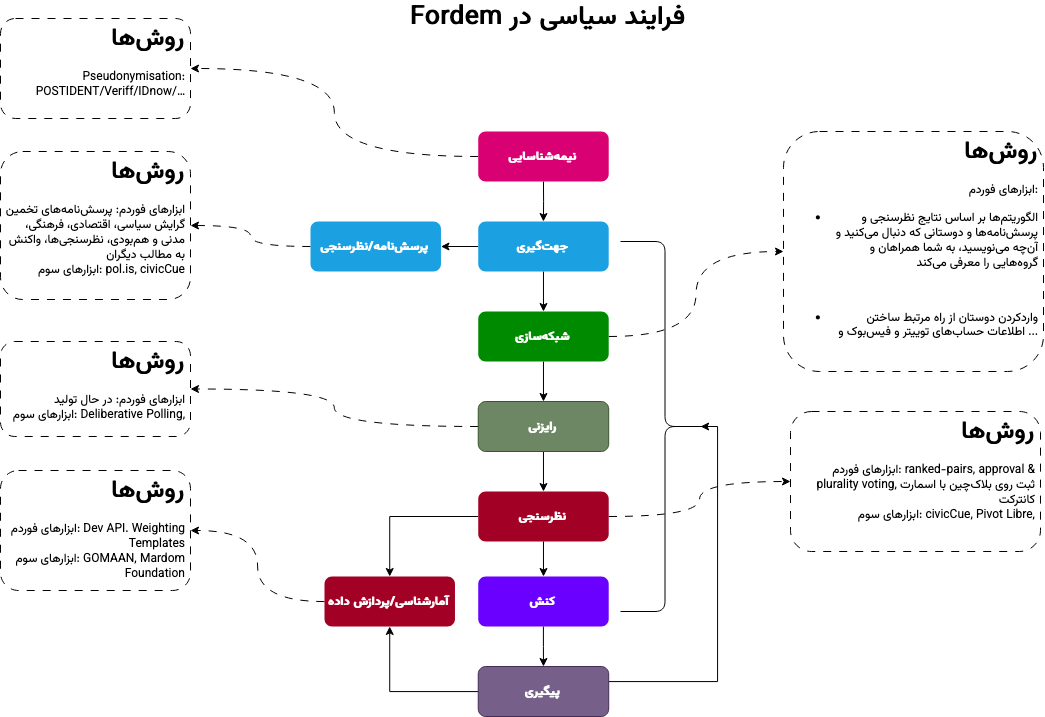 فرایند سیاسی در Fordem
روش‌ها
Pseudonymisation:
POSTIDENT/Veriff/IDnow/...
نیمه‌شناسایی
روش‌ها
ابزارهای فوردم:
الگوریتم‌ها بر اساس نتایج نظرسنجی و
پرسش‌نامه‌ها و دوستانی که دنبال می‌کنید و
آن‌چه می‌نویسید، به شما همراهان و
گروه‌هایی را معرفی می‌کند
واردکردن دوستان از راه مرتبط ساختن
اطلاعات حساب‌های توییتر و فیس‌بوک و ...
روش‌ها
ابزارهای فوردم: پرسش‌نامه‌های تخمین
گرایش سیاسی، اقتصادی، فرهنگی،
مدنی و هم‌بودی، نظرسنجی‌ها، واکنش
به مطالب دیگران
ابزارهای سوم: pol.is, civicCue
پرسش‌نامه/نظرسنجی
جهت‌گیری
شبکه‌سازی
روش‌ها
ابزارهای فوردم: در حال تولید
ابزارهای سوم: Deliberative Polling,
رایزنی
روش‌ها
ابزارهای فوردم: ranked-pairs, approval &
plurality voting, ثبت روی بلاک‌چین با اسمارت
کانترکت
ابزارهای سوم: civicCue, Pivot Libre,
روش‌ها
ابزارهای فوردم: Dev API. Weighting
Templates
ابزارهای سوم: GOMAAN, Mardom
Foundation
نظرسنجی
آمارشناسی/پردازش داده
کنش
پیگیری